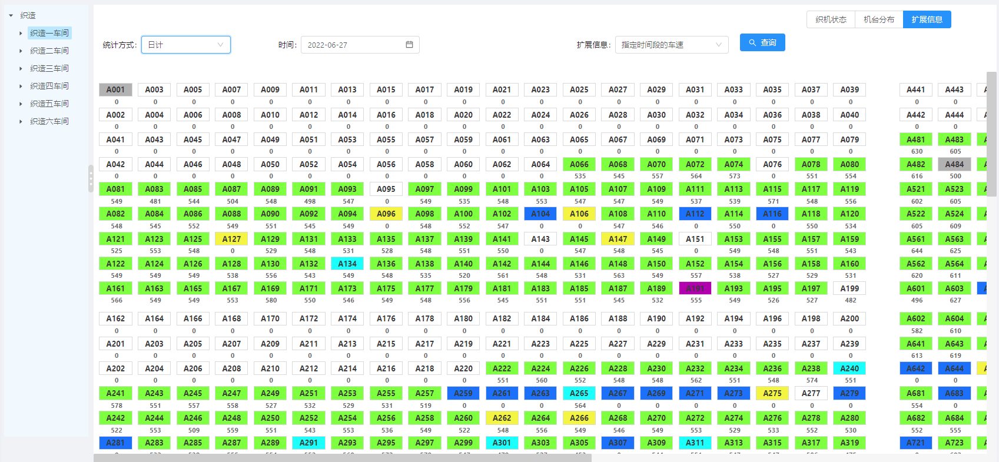 织造
织造一车间
织造二车间
织造三车间
织造四车间
织造五车间
织造六车间
织机状态 机台分布 扩展信息
统计方式: 日计 时间: 2022-06-27 扩展信息: 指定时间段的车速 查询
A001 A003 A005 A007 A009 A011 A013 A015 A017 A019 A021 A023 A025 A027 A029 A031 A033 A035 A037 A039 A441 A443
0 0 0 0 0 0 0 0 0 0 0 0 0 0 0 0 0 0 0 0 0 0
A002 A004 A006 A008 A010 A012 A014 A016 A018 A020 A022 A024 A026 A028 A030 A032 A034 A036 A038 A040 A442 A444
0 0 0 0 0 0 0 0 0 0 0 0 0 0 0 0 0 0 0 0 0 0
A041 A043 A045 A047 A049 A051 A053 A055 A057 A059 A061 A063 A065 A067 A069 A071 A073 A075 A077 A079 A481 A483
0 0 0 0 0 0 0 0 0 0 0 0 0 0 0 0 0 0 0 0 630 605
A042 A044 A046 A048 A050 A052 A054 A056 A058 A060 A062 A064 A066 A068 A070 A072 A074 A076 A078 A080 A482 A484
0 0 0 0 0 0 0 0 0 0 0 0 535 545 557 564 573 0 551 554 616 500
A081 A083 A085 A087 A089 A091 A093 A095 A097 A099 A101 A103 A105 A107 A109 A111 A113 A115 A117 A119 A521 A523
549 481 544 504 548 498 547 0 549 535 548 553 547 547 549 537 539 571 548 556 602 605
A082 A084 A086 A088 A090 A092 A094 A096 A098 A100 A102 A104 A106 A108 A110 A112 A114 A116 A118 A120 A522 A524
548 545 552 549 551 545 549 0 548 552 547 0 0 547 546 0 550 0 550 534 605 609
A121 A123 A125 A127 A129 A131 A133 A135 A137 A139 A141 A143 A145 A147 A149 A151 A153 A155 A157 A159 A561 A563
525 553 548 0 529 548 531 528 548 551 550 0 547 548 545 0 549 548 551 543 644 625
A122 A124 A126 A128 A130 A132 A134 A136 A138 A140 A142 A144 A146 A148 A150 A152 A154 A156 A158 A160 A562 A564
549 549 549 538 556 543 549 548 535 520 561 548 531 563 549 557 538 527 529 531 620 611
A161 A163 A165 A167 A169 A171 A173 A175 A177 A179 A181 A183 A185 A187 A189 A191 A193 A195 A197 A199 A601 A603
566 549 549 553 580 550 546 549 548 556 545 551 551 545 532 555 549 526 527 482 496 627
A162 A164 A166 A168 A170 A172 A174 A176 A178 A180 A182 A184 A186 A188 A190 A192 A194 A196 A198 A200 A602 A604
0 0 0 0 0 0 0 0 0 0 0 0 0 0 0 0 0 0 0 0 582 610
A201 A203 A205 A207 A209 A211 A213 A215 A217 A219 A221 A223 A225 A227 A229 A231 A233 A235 A237 A239 A641 A643
0 0 0 0 0 0 0 0 0 0 0 0 0 0 0 0 0 0 0 0 613 619
A202 A204 A206 A208 A210 A212 A214 A216 A218 A220 A222 A224 A226 A228 A230 A232 A234 A236 A238 A240 A642 A644
0 0 0 0 0 0 0 0 0 0 551 560 552 548 548 562 551 548 574 551 0 0
A241 A243 A245 A247 A249 A251 A253 A255 A257 A259 A261 A263 A265 A267 A269 A271 A273 A275 A277 A279 A681 A683
578 551 557 558 527 532 529 531 519 0 0 0 564 0 0 0 0 0 0 0 554 0
A242 A244 A246 A248 A250 A252 A254 A256 A258 A260 A262 A264 A266 A268 A270 A272 A274 A276 A278 A280 A682 A684
522 553 509 559 551 543 553 536 549 522 548 556 549 546 549 553 529 533 552 530 552 555
A281 A283 A285 A287 A289 A291 A293 A295 A297 A299 A301 A303 A305 A307 A309 A311 A313 A315 A317 A319 A721 A723